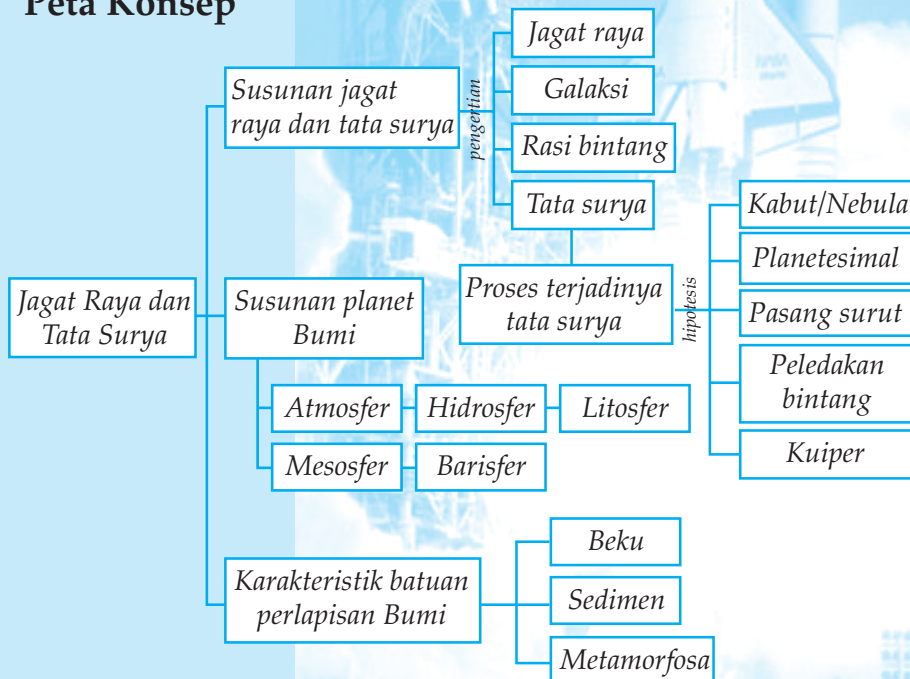 Peta Konsep
Jagat Raya dan
Tata Surya
Susunan jagat
raya dan tata surya
pengertian
Jagat raya
Galaksi
Rasi bintang
Tata surya
Proses terjadinya
tata surya
hipotesis
Kabut/Nebula
Planetesimal
Pasang surut
Peledakan
bintang
Kuiper
Susunan planet
Bumi
Atmosfer
Hidrosfer
Litosfer
Mesosfer
Barisfer
Karakteristik batuan
perlapisan Bumi
Beku
Sedimen
Metamorfosa